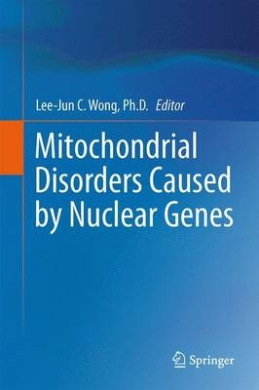 Lee-Jun C. Wong, Ph.D. Editor
Mitochondrial
Disorders Caused
by Nuclear Genes
Springer